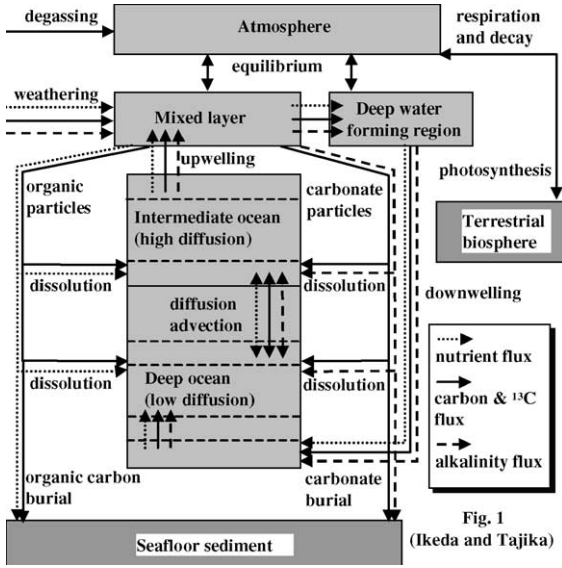 degassing
Atmosphere
respiration
and decay
equilibrium
weathering
Mixed layer
Deep water
forming region
upwelling
organic
particles
carbonate
particles
photosynthesis
Intermediate ocean
(high diffusion)
Terrestrial
biosphere
dissolution
dissolution
downwelling
diffusion
advection
nutrient flux
dissolution
Deep ocean
(low diffusion)
dissolution
carbon & ¹³C
flux
alkalinity flux
organic carbon
burial
carbonate
burial
Fig. 1
(Ikeda and Tajika)
Seafloor sediment